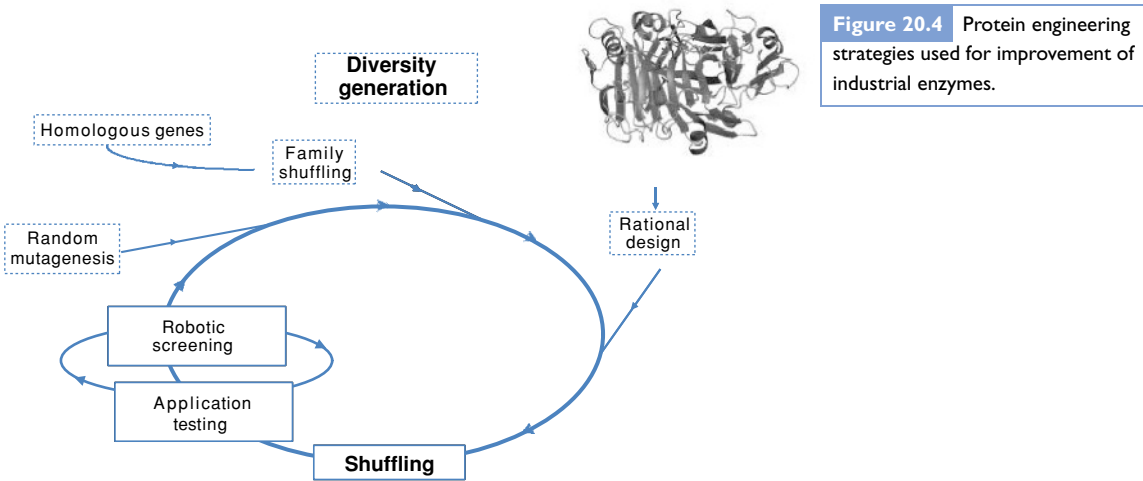 Diversity
generation
Figure 20.4 Protein engineering
strategies used for improvement of
industrial enzymes.
Homologous genes
Family
shuffling
Random
mutagenesis
Rational
design
Robotic
screening
Application
testing
Shuffling